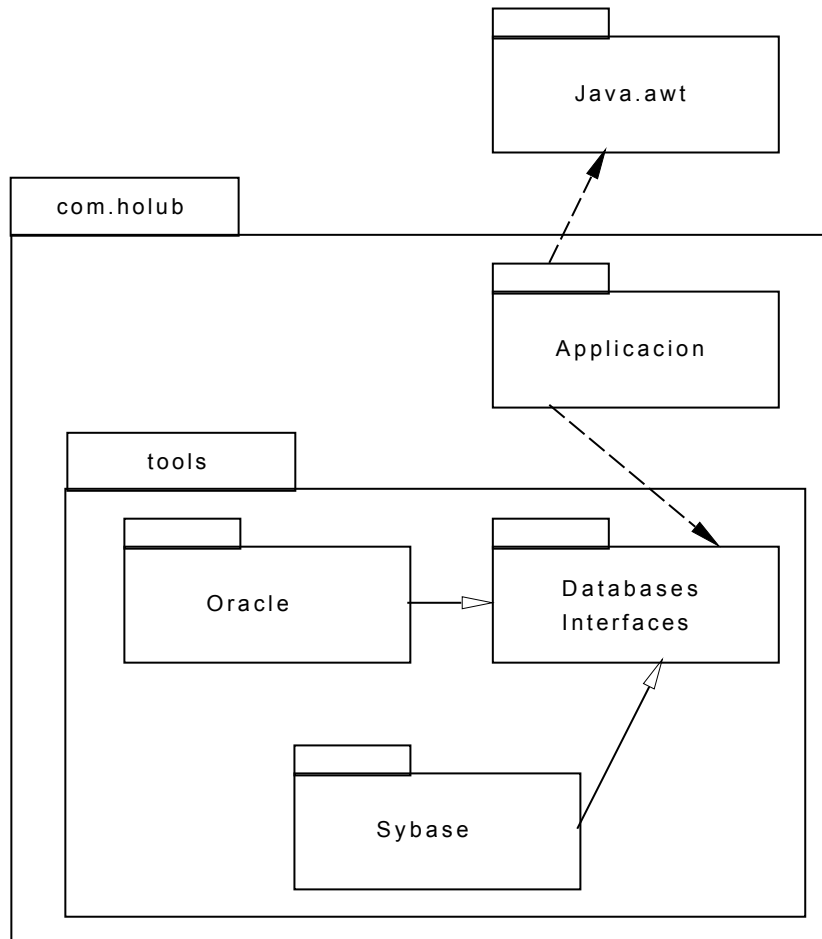 Java.awt
com.holub
Applicacion
tools
Oracle
Databases
Interfaces
Sybase